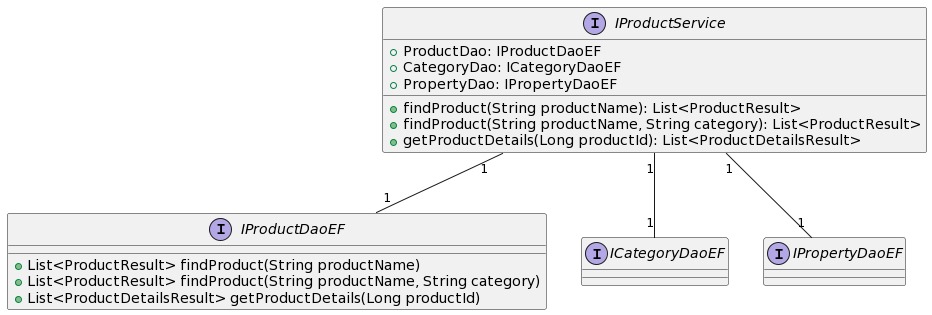 I IProductService
ProductDao: IProductDaoEF
CategoryDao: ICategoryDaoEF
PropertyDao: IPropertyDaoEF
findProduct(String productName): List<ProductResult>
findProduct(String productName, String category): List<ProductResult>
getProductDetails(Long productId): List<ProductDetailsResult>
1 1 1
1 1 1
I IProductDaoEF
List<ProductResult> findProduct(String productName)
List<ProductResult> findProduct(String productName, String category)
List<ProductDetailsResult> getProductDetails(Long productId)
I ICategoryDaoEF
I IPropertyDaoEF